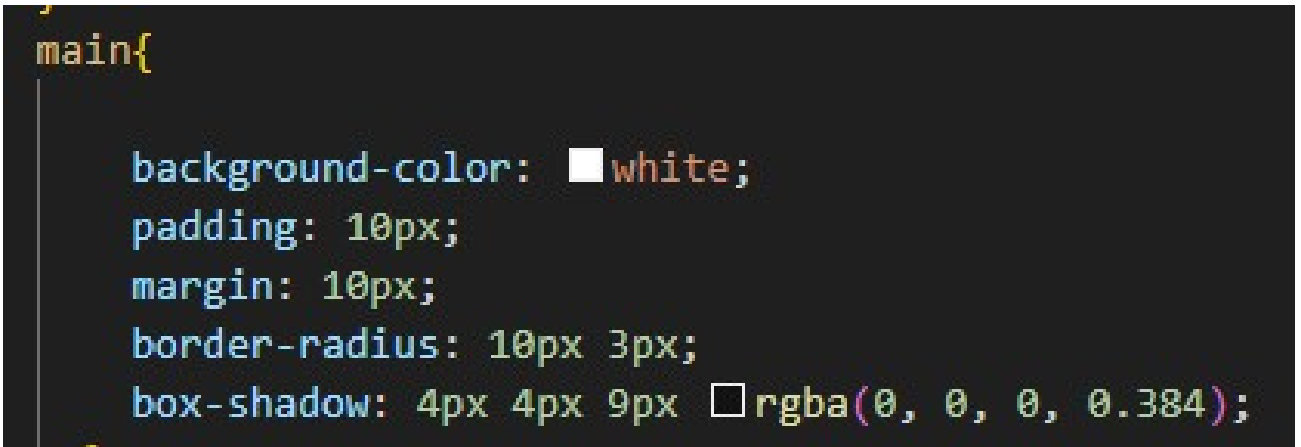 }
main{
background-color: white;
padding: 10px;
margin: 10px;
border-radius: 10px 3px;
box-shadow: 4px 4px 9px rgba(0, 0, 0, 0.384);